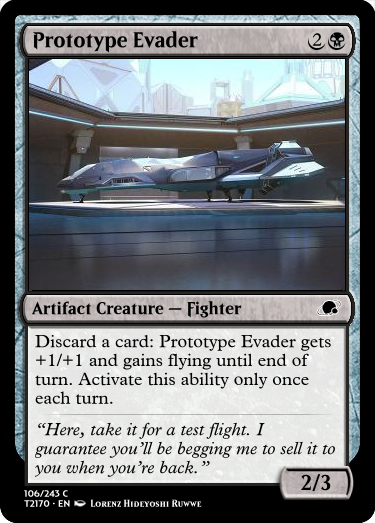 Prototype Evader 2
Artifact Creature — Fighter
Discard a card: Prototype Evader gets
+1/+1 and gains flying until end of
turn. Activate this ability only once
each turn.
“Here, take it for a test flight. I
guarantee you’ll be begging me to sell it to
you when you’re back.”
2/3
106/243 C
T2170 · EN Lorenz Hideyoshi Ruwwe